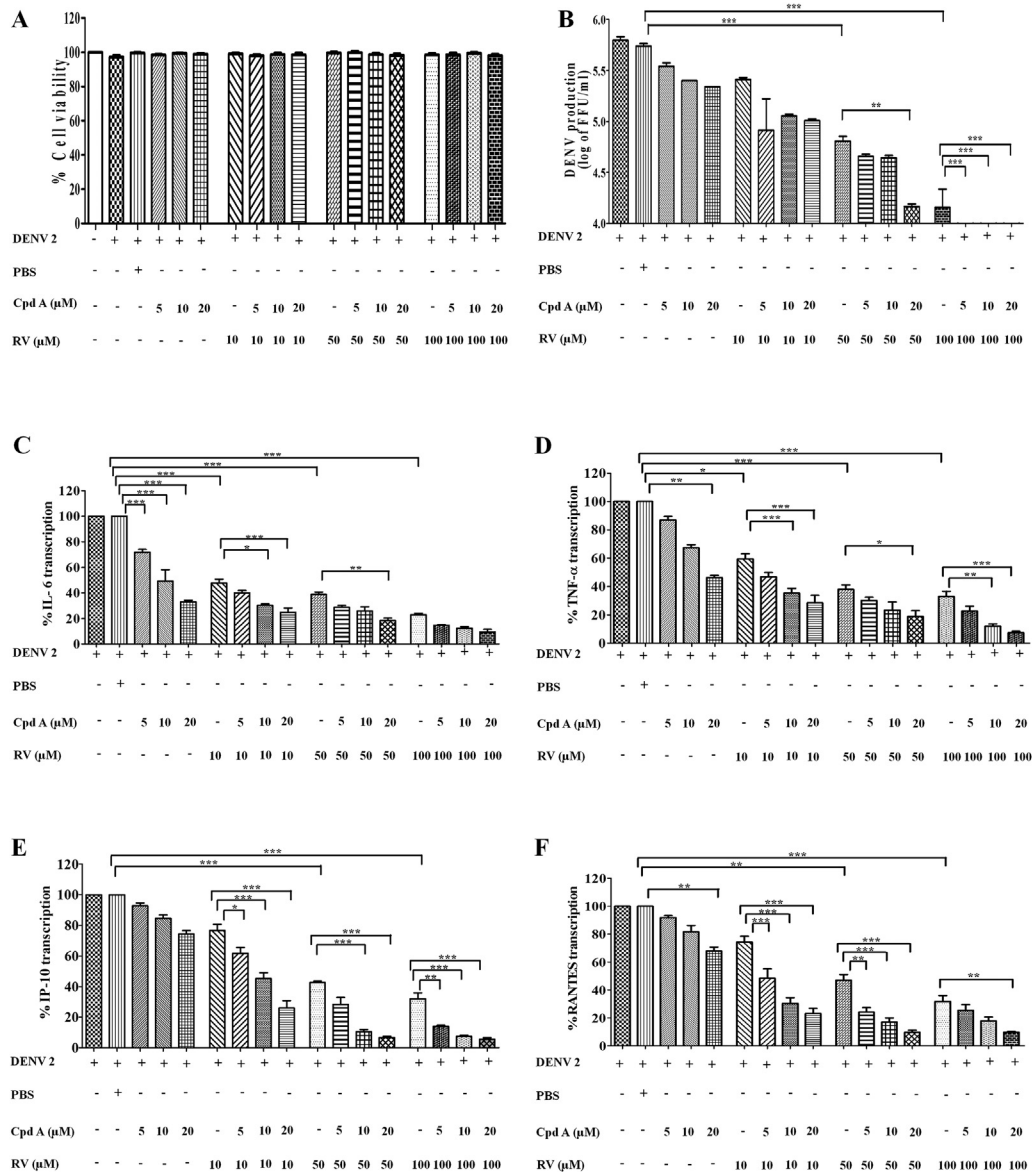 A
% Cell viability
120
100
80
60
40
20
0
DENV 2 - + + + + + + + + + + + + + + + + +
PBS - - + - - - - - - - - - - - - - - -
Cpd A (µM) - - - 5 10 20 - 5 10 20 - 5 10 20 - 5 10 20
RV (µM) - - - - - - 10 10 10 10 50 50 50 50 100 100 100 100
B
DENV production
(log of FFU/ml)
6.0
5.5
5.0
4.5
4.0
***
***
**
***
***
***
DENV 2 + + + + + + + + + + + + + + + + +
PBS - + - - - - - - - - - - - - - - -
Cpd A (µM) - - 5 10 20 - 5 10 20 - 5 10 20 - 5 10 20
RV (µM) - - - - - 10 10 10 10 50 50 50 50 100 100 100 100
C
% IL- 6 transcription
120
100
80
60
40
20
0
***
***
***
***
***
***
***
*
**
DENV 2 + + + + + + + + + + + + + + + + +
PBS - + - - - - - - - - - - - - - - -
Cpd A (µM) - - 5 10 20 - 5 10 20 - 5 10 20 - 5 10 20
RV (µM) - - - - - 10 10 10 10 50 50 50 50 100 100 100 100
D
% TNF-α transcription
120
100
80
60
40
20
0
***
***
*
**
***
***
*
***
**
DENV 2 + + + + + + + + + + + + + + + + +
PBS - + - - - - - - - - - - - - - - -
Cpd A (µM) - - 5 10 20 - 5 10 20 - 5 10 20 - 5 10 20
RV (µM) - - - - - 10 10 10 10 50 50 50 50 100 100 100 100
E
% IP-10 transcription
120
100
80
60
40
20
0
***
***
***
***
*
***
***
***
***
**
DENV 2 + + + + + + + + + + + + + + + + +
PBS - + - - - - - - - - - - - - - - -
Cpd A (µM) - - 5 10 20 - 5 10 20 - 5 10 20 - 5 10 20
RV (µM) - - - - - 10 10 10 10 50 50 50 50 100 100 100 100
F
% RANTES transcription
120
100
80
60
40
20
0
***
**
**
***
***
***
***
***
**
**
DENV 2 + + + + + + + + + + + + + + + + +
PBS - + - - - - - - - - - - - - - - -
Cpd A (µM) - - 5 10 20 - 5 10 20 - 5 10 20 - 5 10 20
RV (µM) - - - - - 10 10 10 10 50 50 50 50 100 100 100 100